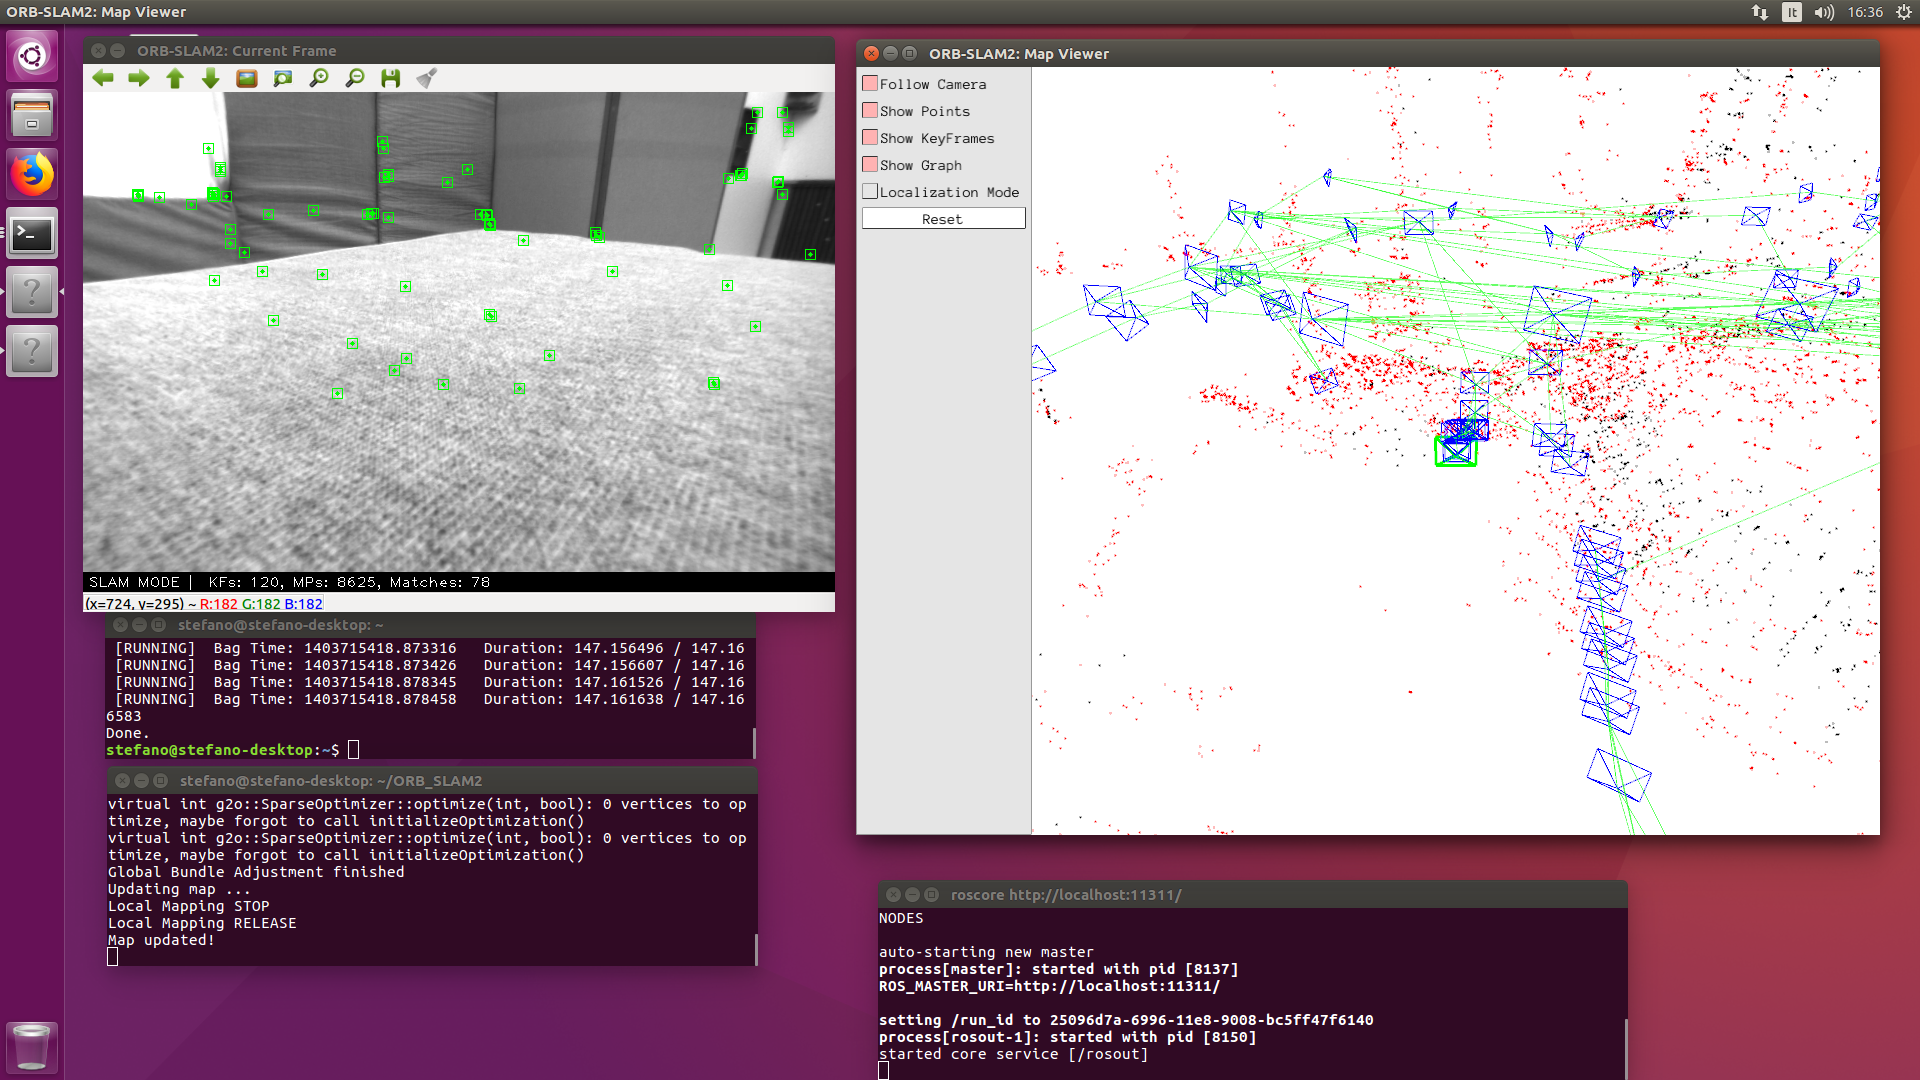 ORB-SLAM2: Map Viewer
It
16:36
ORB-SLAM2: Current Frame
SLAM MODE |  KFs: 120, MPs: 8625, Matches: 78
(x=724, y=295) ~ R:182 G:182 B:182
stefano@stefano-desktop: ~
[RUNNING]  Bag Time: 1403715418.873316   Duration: 147.156496 / 147.16
[RUNNING]  Bag Time: 1403715418.873426   Duration: 147.156607 / 147.16
[RUNNING]  Bag Time: 1403715418.878345   Duration: 147.161526 / 147.16
[RUNNING]  Bag Time: 1403715418.878458   Duration: 147.161638 / 147.16
6583
Done.
stefano@stefano-desktop:~$
stefano@stefano-desktop: ~/ORB_SLAM2
virtual int g2o::SparseOptimizer::optimize(int, bool): 0 vertices to op
timize, maybe forgot to call initializeOptimization()
virtual int g2o::SparseOptimizer::optimize(int, bool): 0 vertices to op
timize, maybe forgot to call initializeOptimization()
Global Bundle Adjustment finished
Updating map ...
Local Mapping STOP
Local Mapping RELEASE
Map updated!
ORB-SLAM2: Map Viewer
Follow Camera
Show Points
Show KeyFrames
Show Graph
Localization Mode
Reset
roscore http://localhost:11311/
NODES
auto-starting new master
process[master]: started with pid [8137]
ROS_MASTER_URI=http://localhost:11311/
setting /run_id to 25096d7a-6996-11e8-9008-bc5ff47f6140
process[rosout-1]: started with pid [8150]
started core service [/rosout]